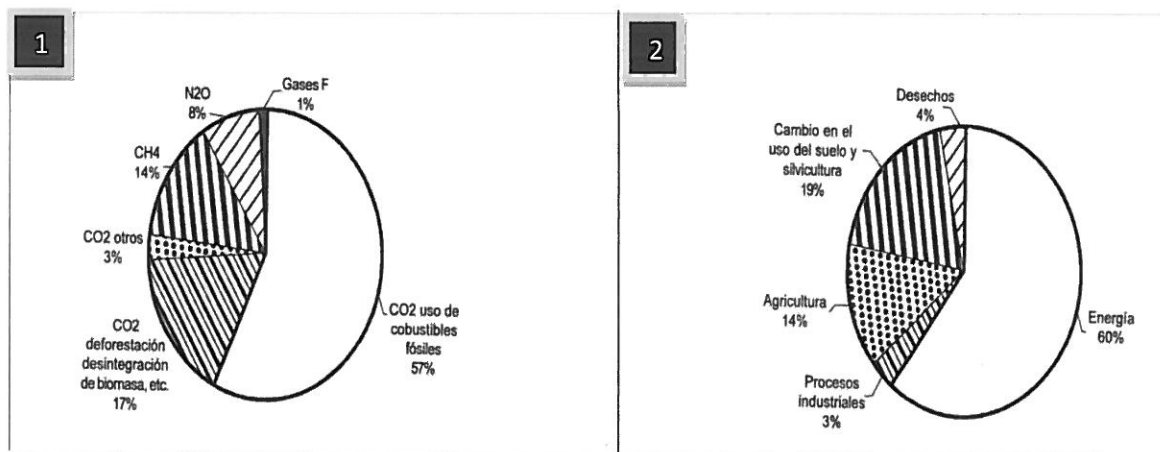 1
N2O
8%
Gases F
1%
CH4
14%
CO2 otros
3%
CO2
deforestación
desintegración
de biomasa, etc.
17%
CO2 uso de
cobustibles
fósiles
57%
2
Desechos
4%
Cambio en el
uso del suelo y
silvicultura
19%
Agricultura
14%
Procesos
industriales
3%
Energía
60%